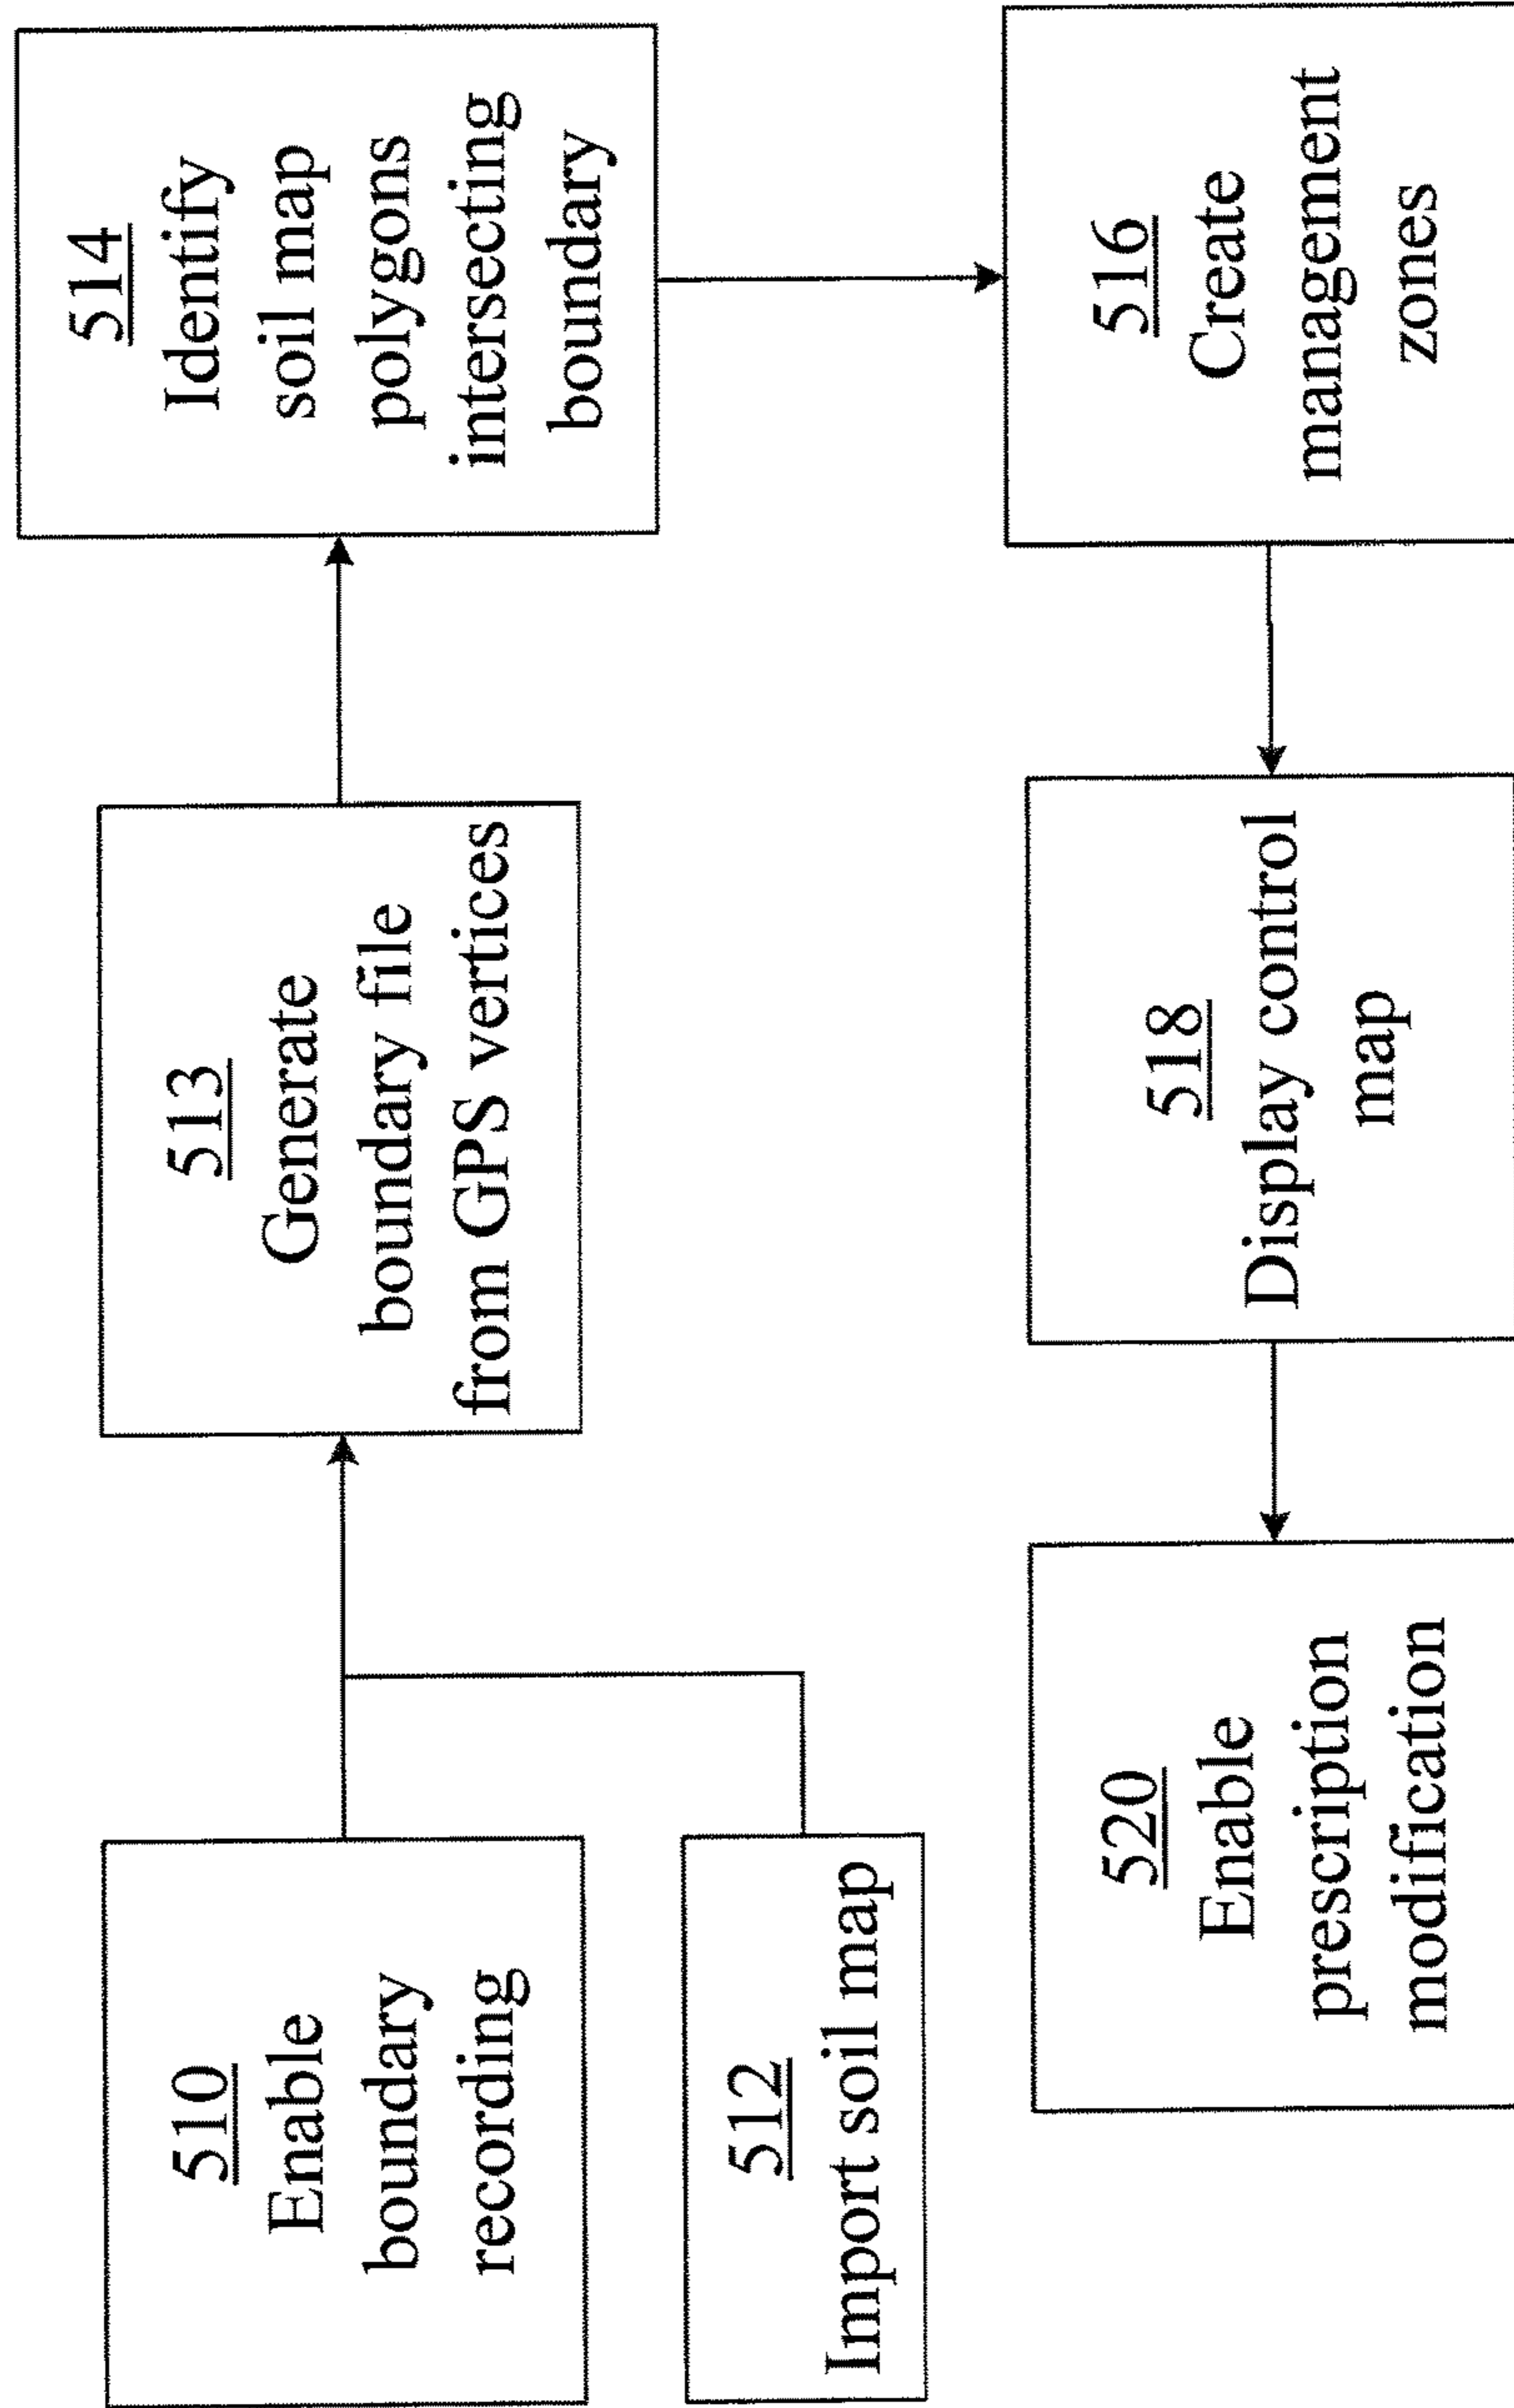 510
Enable
boundary
recording
512
Import soil map
513
Generate
boundary file
from GPS vertices
514
Identify
soil map
polygons
intersecting
boundary
516
Create
management
zones
518
Display control
map
520
Enable
prescription
modification